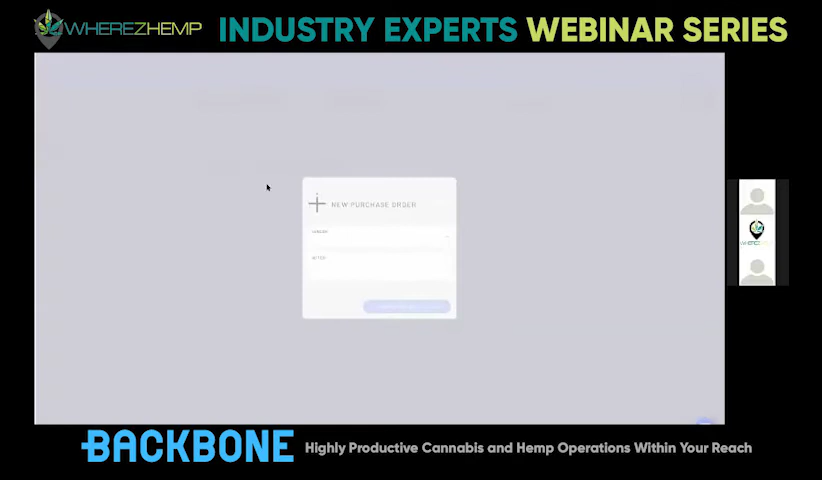 WHEREZHEMP INDUSTRY EXPERTS WEBINAR SERIES
NEW PURCHASE ORDER
BACKBONE Highly Productive Cannabis and Hemp Operations Within Your Reach